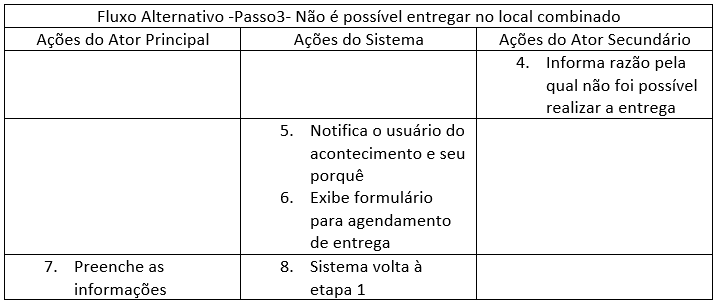 Fluxo Alternativo -Passo3- Não é possível entregar no local combinado
Ações do Ator Principal
Ações do Sistema
Ações do Ator Secundário
4. Informa razão pela
qual não foi possível
realizar a entrega
5. Notifica o usuário do
acontecimento e seu
porquê
6. Exibe formulário
para agendamento
de entrega
7. Preenche as
informações
8. Sistema volta à
etapa 1